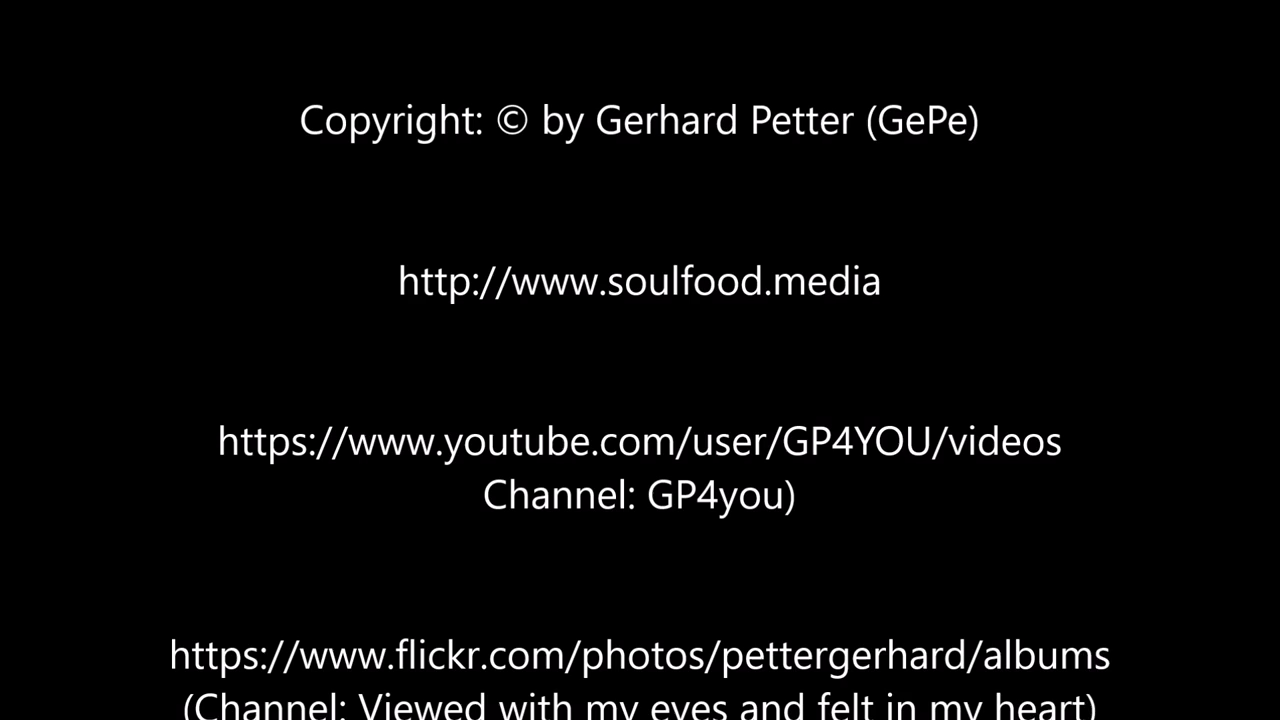 Copyright: © by Gerhard Petter (GePe)
http://www.soulfood.media
https://www.youtube.com/user/GP4YOU/videos
Channel: GP4you)
https://www.flickr.com/photos/pettergerhard/albums
(Channel: Viewed with my eyes and felt in my heart)